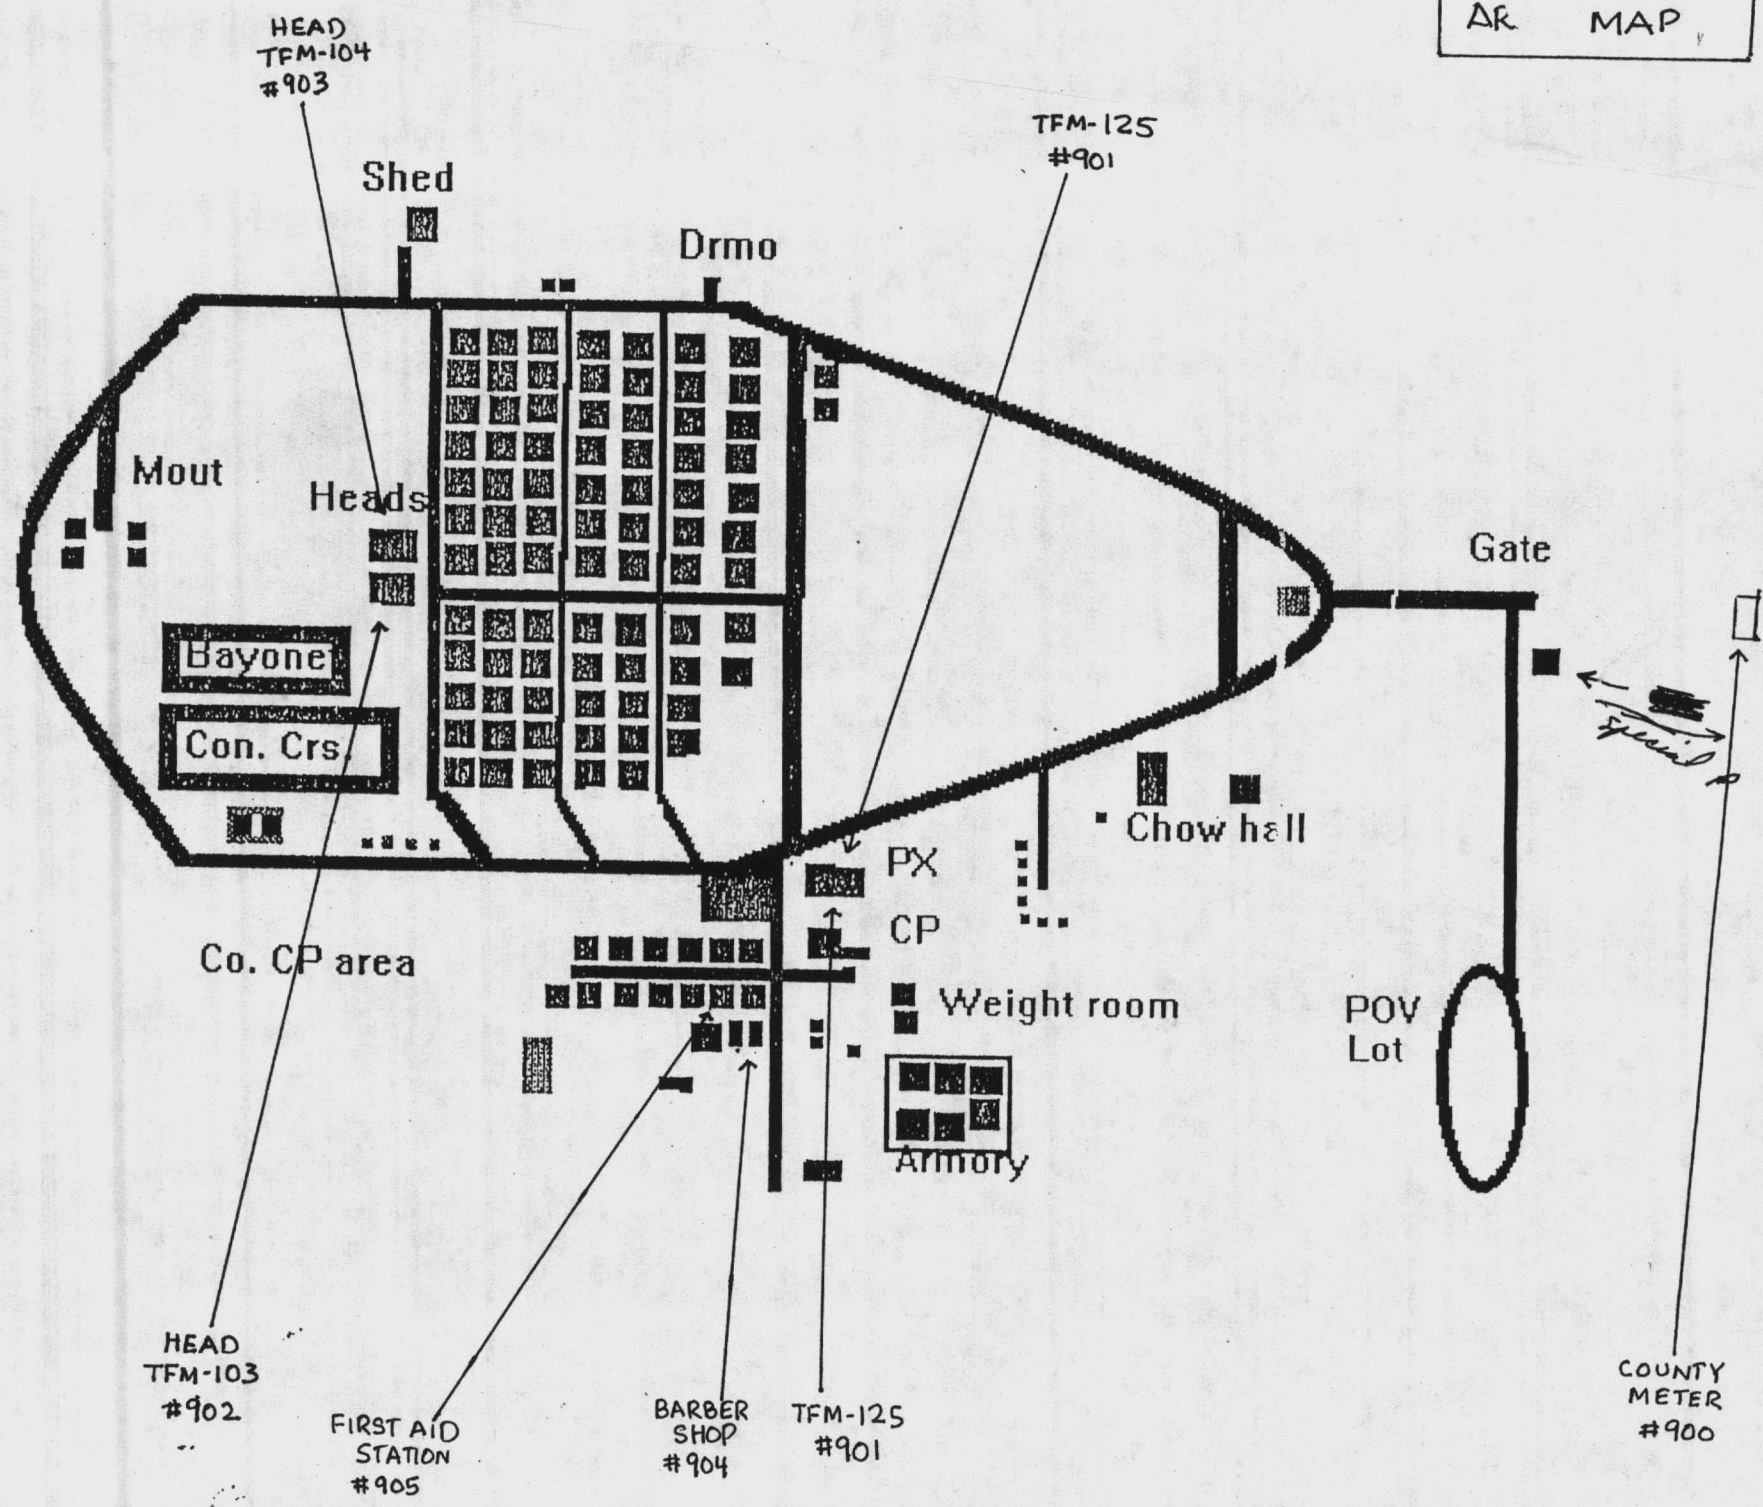 AR MAP
HEAD
TFM-104
#903
TFM-125
#901
Shed
Drmo
Mout
Heads
Gate
Bayone
Con. Crs.
special
Chow hall
PX
CP
Co. CP area
Weight room
POV
Lot
Armory
HEAD
TFM-103
#902
FIRST AID
STATION
#905
BARBER
SHOP
#904
TFM-125
#901
COUNTY
METER
#900